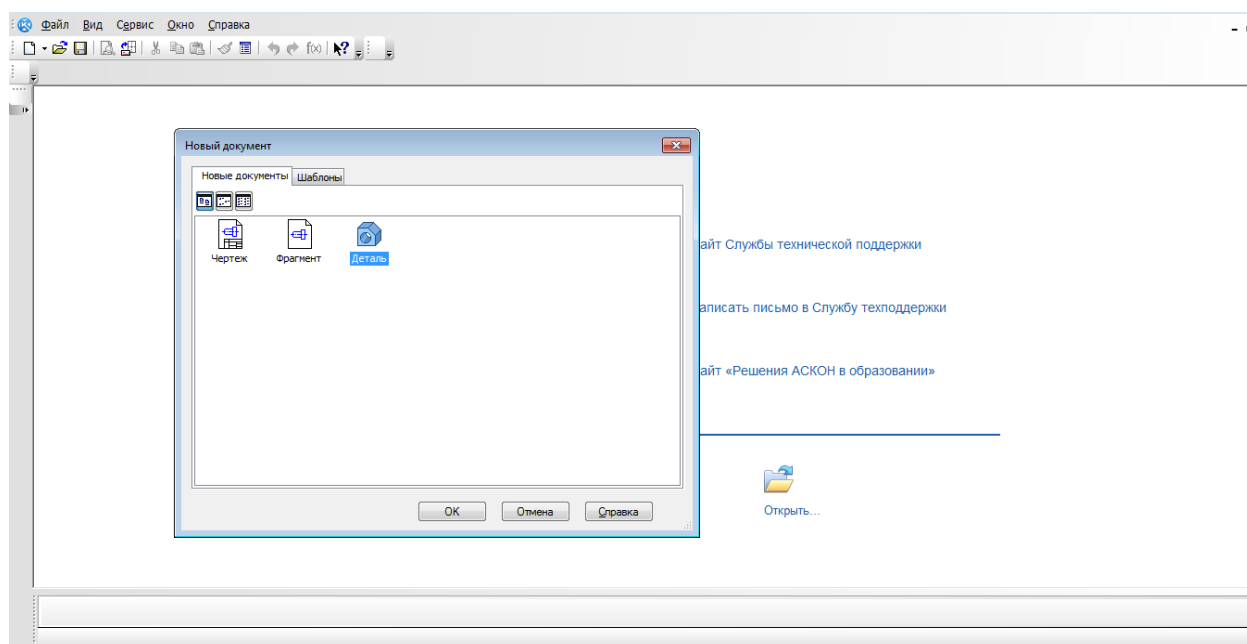 Файл Вид Сервис Окно Справка
f(x)
Новый документ
Новые документы Шаблоны
Чертеж Фрагмент Деталь
айт Службы технической поддержки
аписать письмо в Службу техподдержки
айт «Решения АСКОН в образовании»
OK Отмена Справка
Открыть...